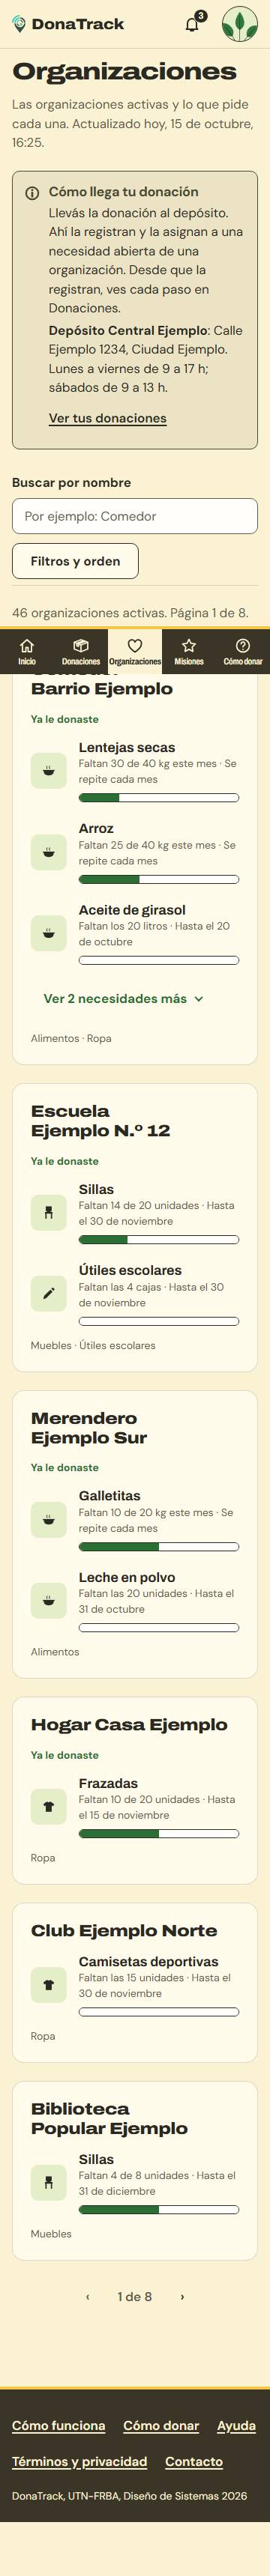 DonaTrack
3
Organizaciones
Las organizaciones activas y lo que pide
cada una. Actualizado hoy, 15 de octubre,
16:25.
Cómo llega tu donación
Llevás la donación al depósito.
Ahí la registran y la asignan a una
necesidad abierta de una
organización. Desde que la
registran, ves cada paso en
Donaciones.
Depósito Central Ejemplo: Calle
Ejemplo 1234, Ciudad Ejemplo.
Lunes a viernes de 9 a 17 h;
sábados de 9 a 13 h.
Ver tus donaciones
Buscar por nombre
Por ejemplo: Comedor
Filtros y orden
46 organizaciones activas. Página 1 de 8.
Inicio
Donaciones
Organizaciones
Misiones
Cómo donar
Barrio Ejemplo
Ya le donaste
Lentejas secas
Faltan 30 de 40 kg este mes · Se
repite cada mes
Arroz
Faltan 25 de 40 kg este mes · Se
repite cada mes
Aceite de girasol
Faltan los 20 litros · Hasta el 20
de octubre
Ver 2 necesidades más
Alimentos · Ropa
Escuela
Ejemplo N.º 12
Ya le donaste
Sillas
Faltan 14 de 20 unidades · Hasta
el 30 de noviembre
Útiles escolares
Faltan las 4 cajas · Hasta el 30
de noviembre
Muebles · Útiles escolares
Merendero
Ejemplo Sur
Ya le donaste
Galletitas
Faltan 10 de 20 kg este mes · Se
repite cada mes
Leche en polvo
Faltan las 20 unidades · Hasta el
31 de octubre
Alimentos
Hogar Casa Ejemplo
Ya le donaste
Frazadas
Faltan 10 de 20 unidades · Hasta
el 15 de noviembre
Ropa
Club Ejemplo Norte
Camisetas deportivas
Faltan las 15 unidades · Hasta el
30 de noviembre
Ropa
Biblioteca
Popular Ejemplo
Sillas
Faltan 4 de 8 unidades · Hasta el
31 de diciembre
Muebles
‹ 1 de 8 ›
Cómo funciona Cómo donar Ayuda
Términos y privacidad Contacto
DonaTrack, UTN-FRBA, Diseño de Sistemas 2026